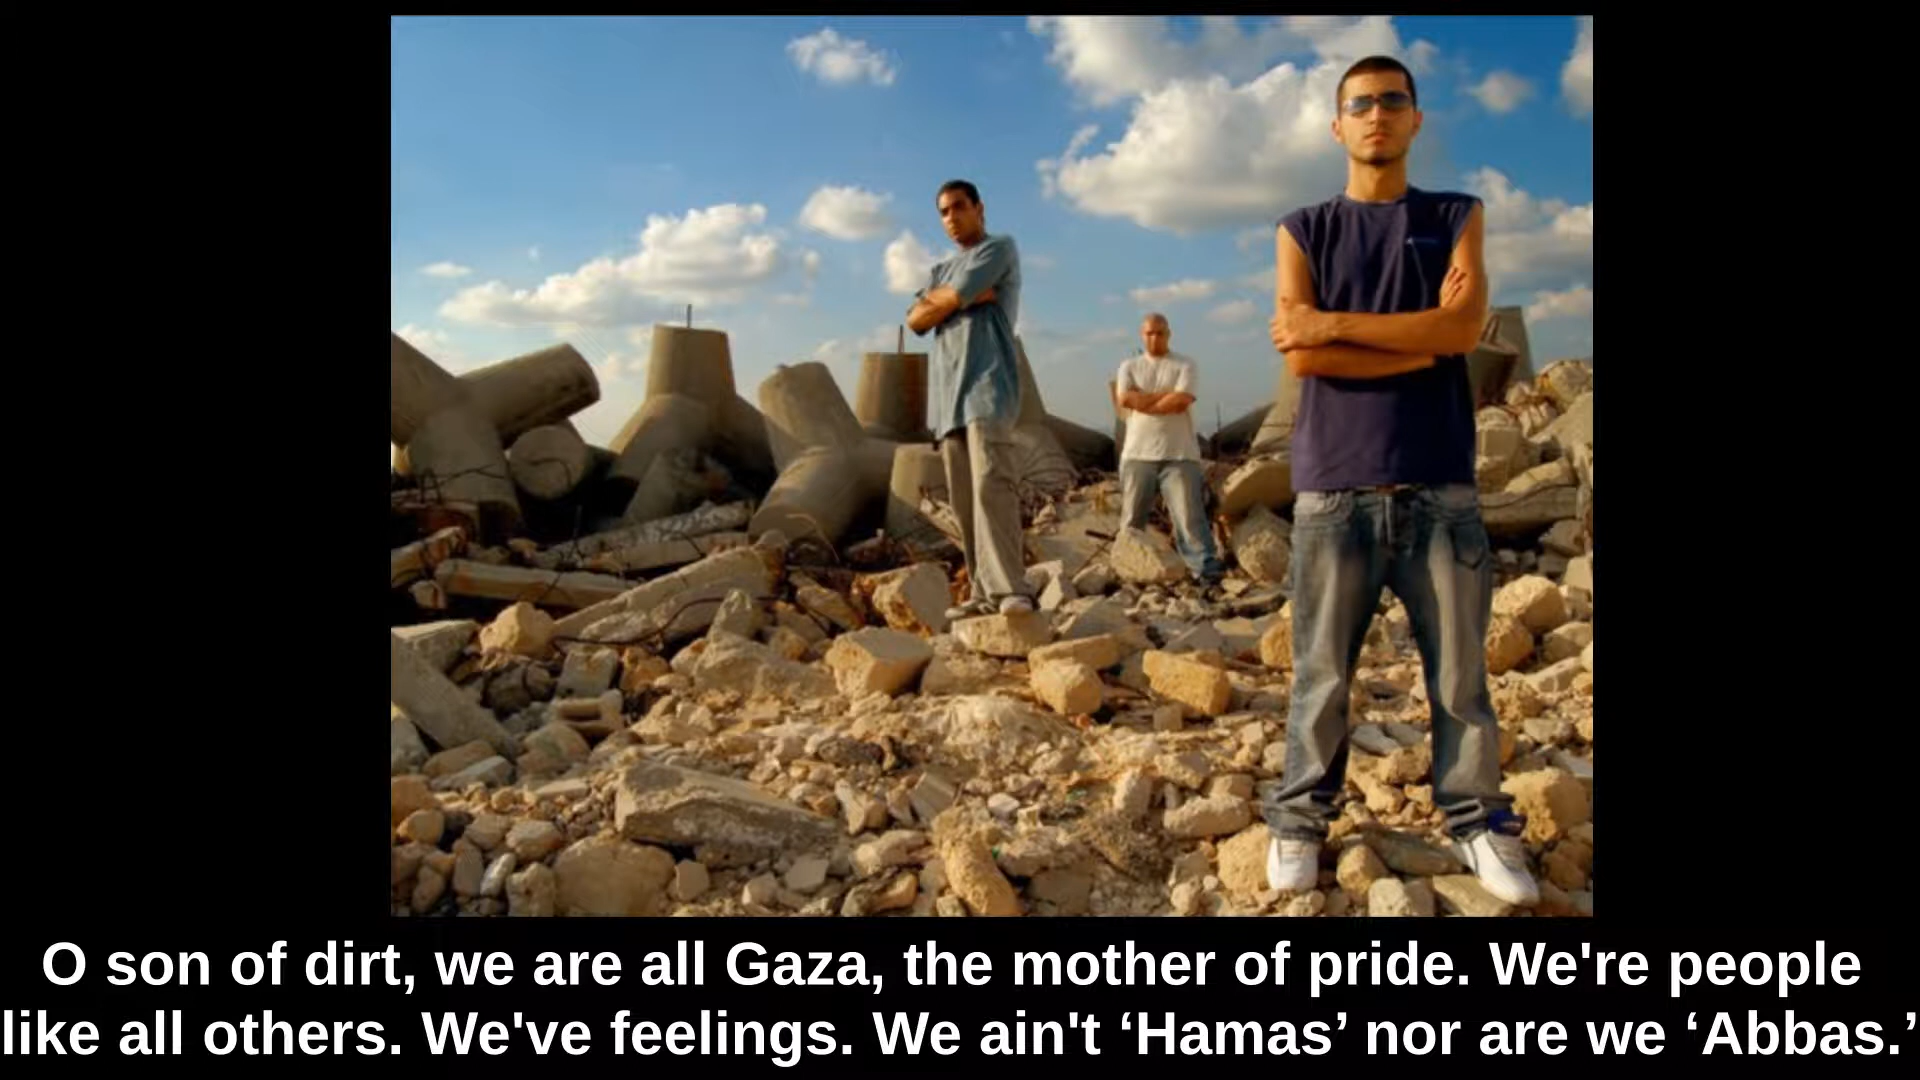 O son of dirt, we are all Gaza, the mother of pride. We're people
like all others. We've feelings. We ain't ‘Hamas’ nor are we ‘Abbas.’